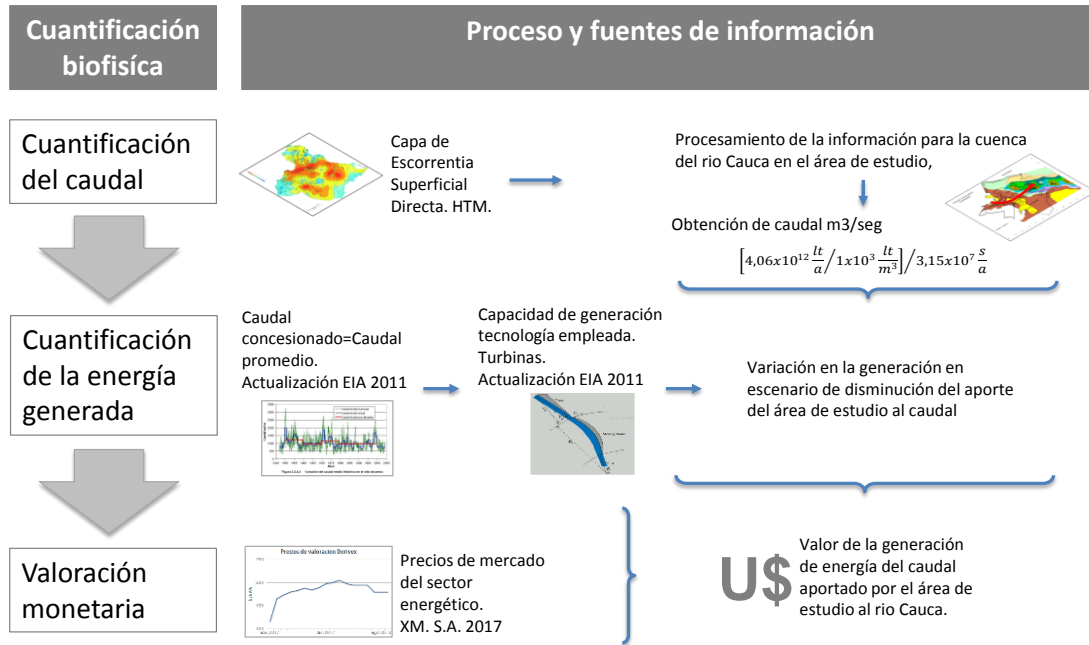 Cuantificación
biofisíca
Proceso y fuentes de información
Cuantificación
del caudal
Capa de
Escorrentia
Superficial
Directa. HTM.
Procesamiento de la información para la cuenca
del rio Cauca en el área de estudio,
Obtención de caudal m3/seg
[4,06x10^12 lt/a / 1x10^3 lt/m^3] / 3,15x10^7 s/a
Cuantificación
de la energía
generada
Caudal
concesionado=Caudal
promedio.
Actualización EIA 2011
Capacidad de generación
tecnología empleada.
Turbinas.
Actualización EIA 2011
Variación en la generación en
escenario de disminución del aporte
del área de estudio al caudal
Valoración
monetaria
Precios de valoración Derivex
Precios de mercado
del sector
energético.
XM. S.A. 2017
U$
Valor de la generación
de energía del caudal
aportado por el área de
estudio al rio Cauca.